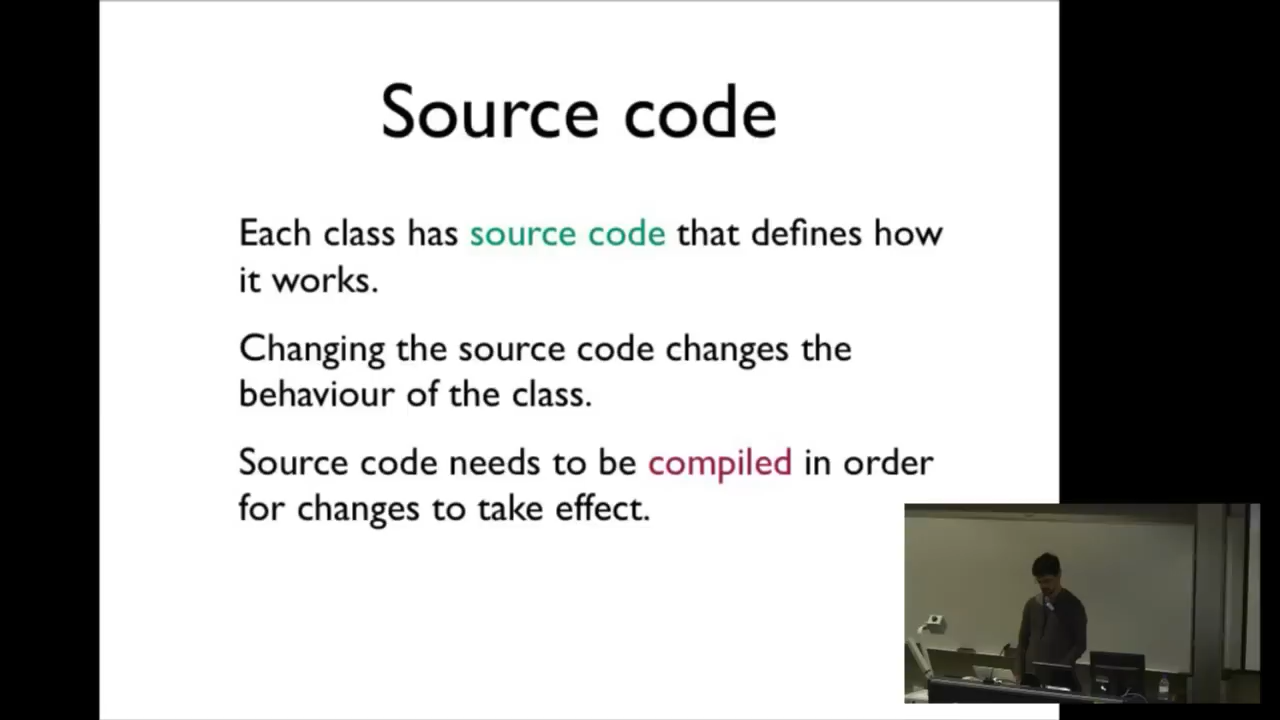 Source code
Each class has source code that defines how
it works.
Changing the source code changes the
behaviour of the class.
Source code needs to be compiled in order
for changes to take effect.